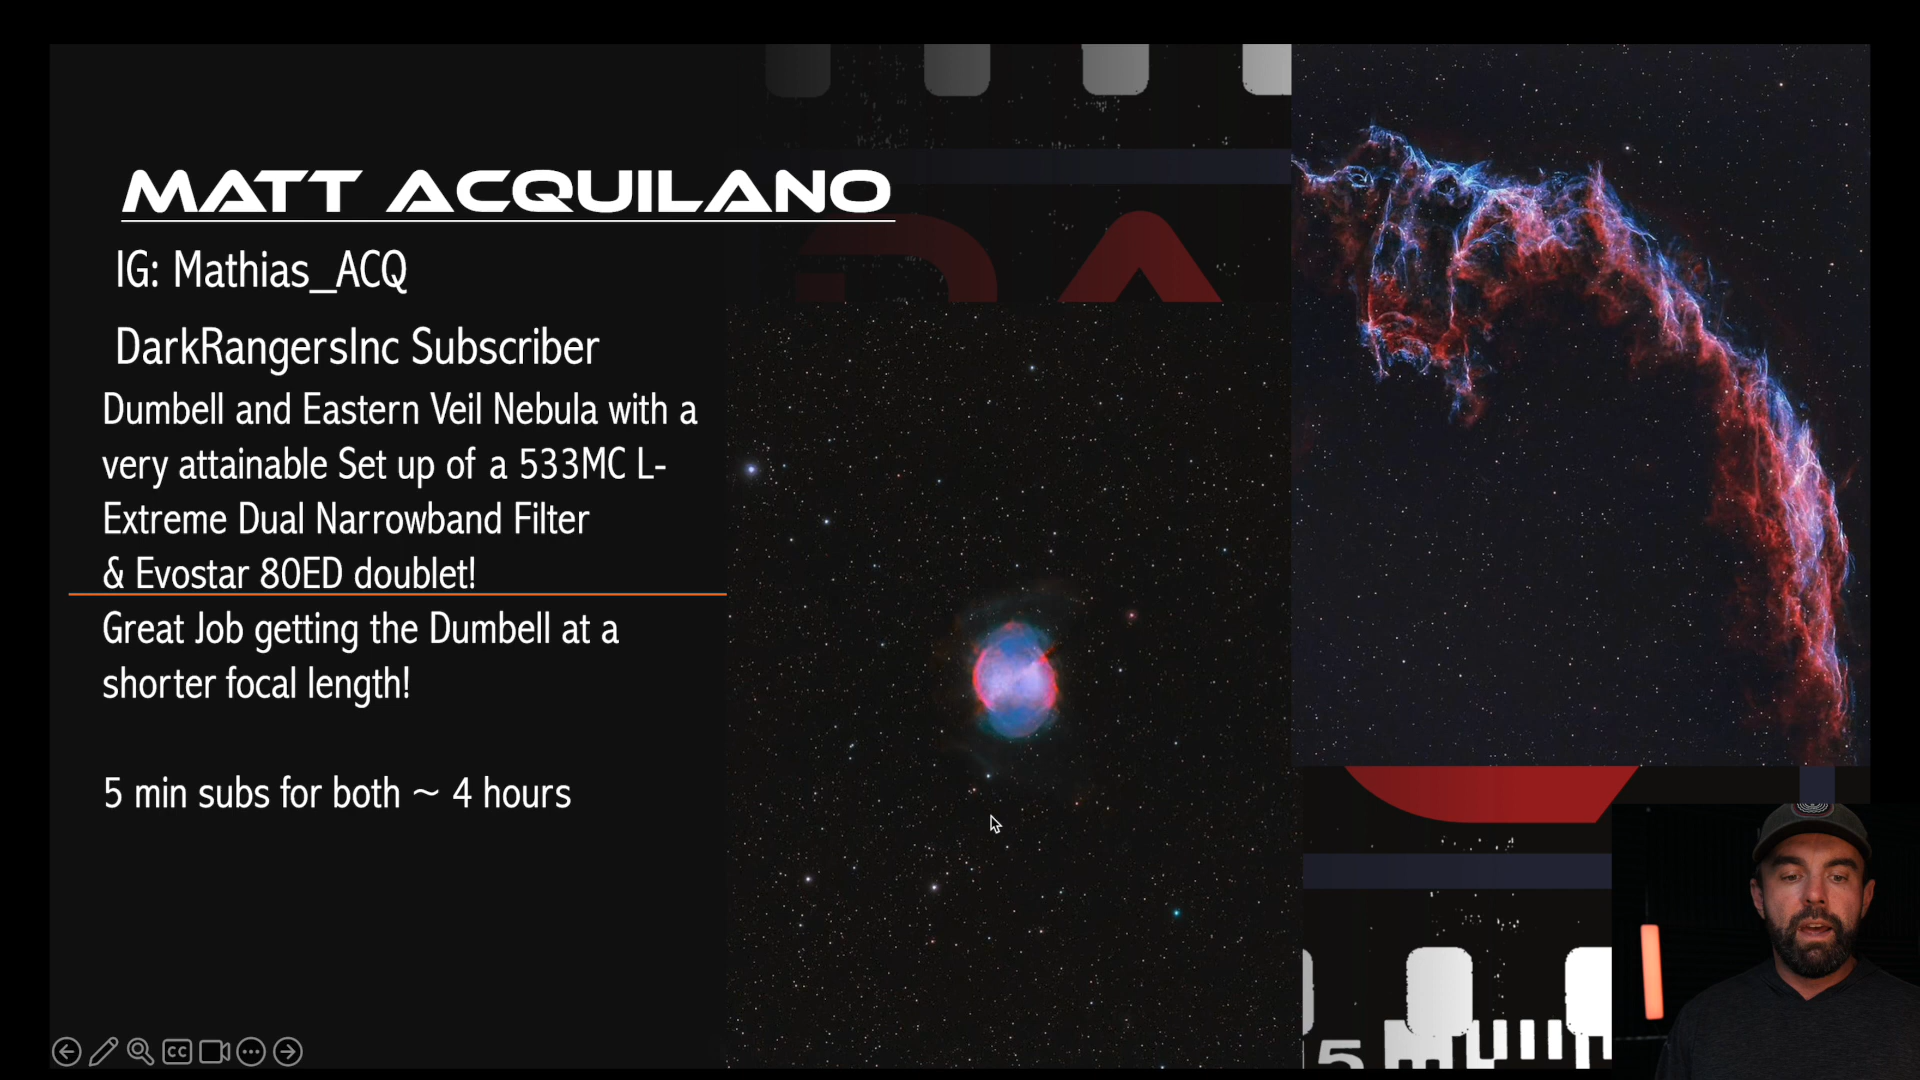 MATT ACQUILANO
IG: Mathias_ACQ
DarkRangersInc Subscriber
Dumbell and Eastern Veil Nebula with a
very attainable Set up of a 533MC L-
Extreme Dual Narrowband Filter
& Evostar 80ED doublet!
Great Job getting the Dumbell at a
shorter focal length!
5 min subs for both ~ 4 hours
CC